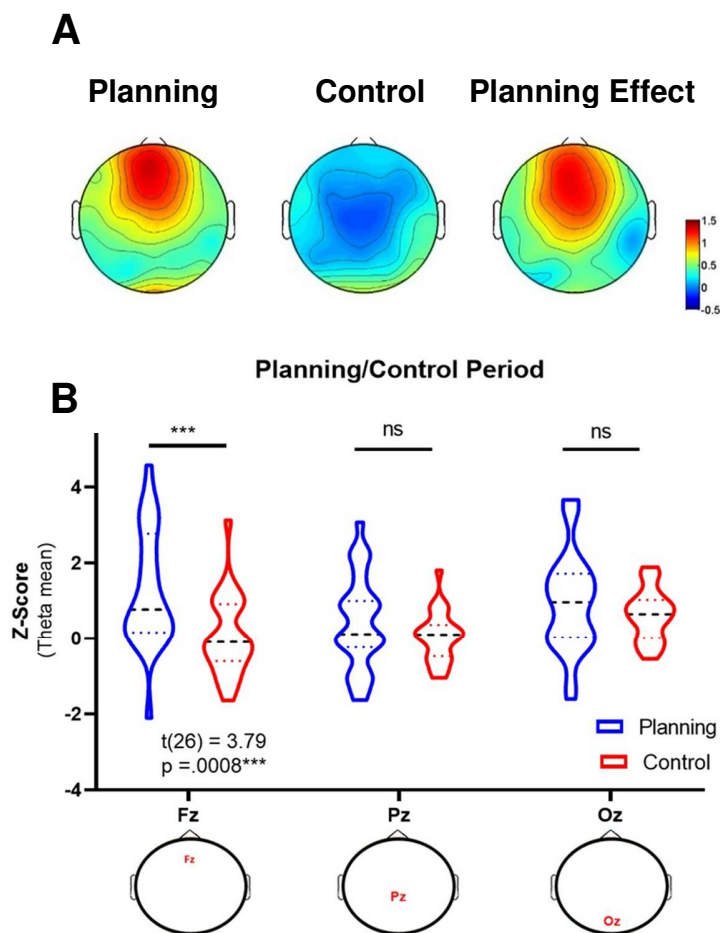 A
Planning Control Planning Effect
1.5
1
0.5
0
-0.5
Planning/Control Period
B
*** ns ns
4
2
0
-2
-4
Z-Score
(Theta mean)
t(26) = 3.79
p =.0008***
Planning
Control
Fz Pz Oz
Fz
Pz
Oz